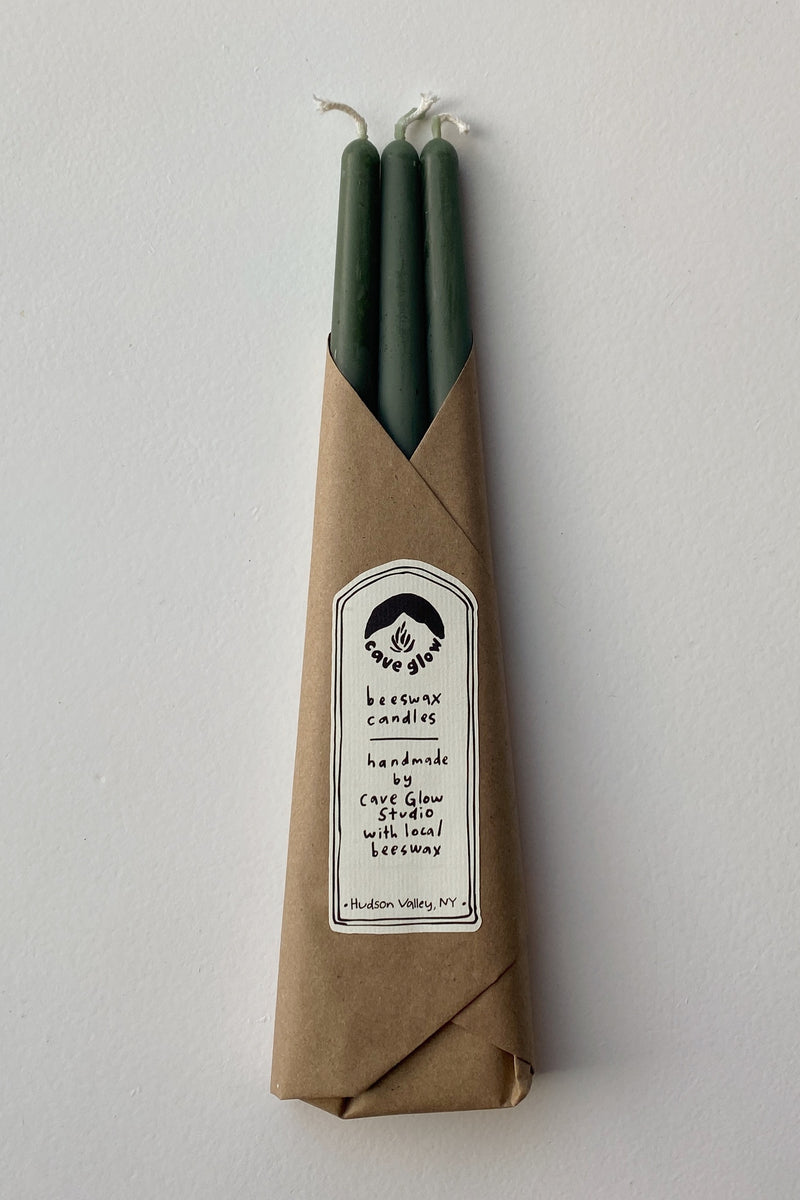 cave glow
beeswax
candles
handmade
by
Cave Glow
Studio
with local
beeswax
• Hudson Valley, NY •